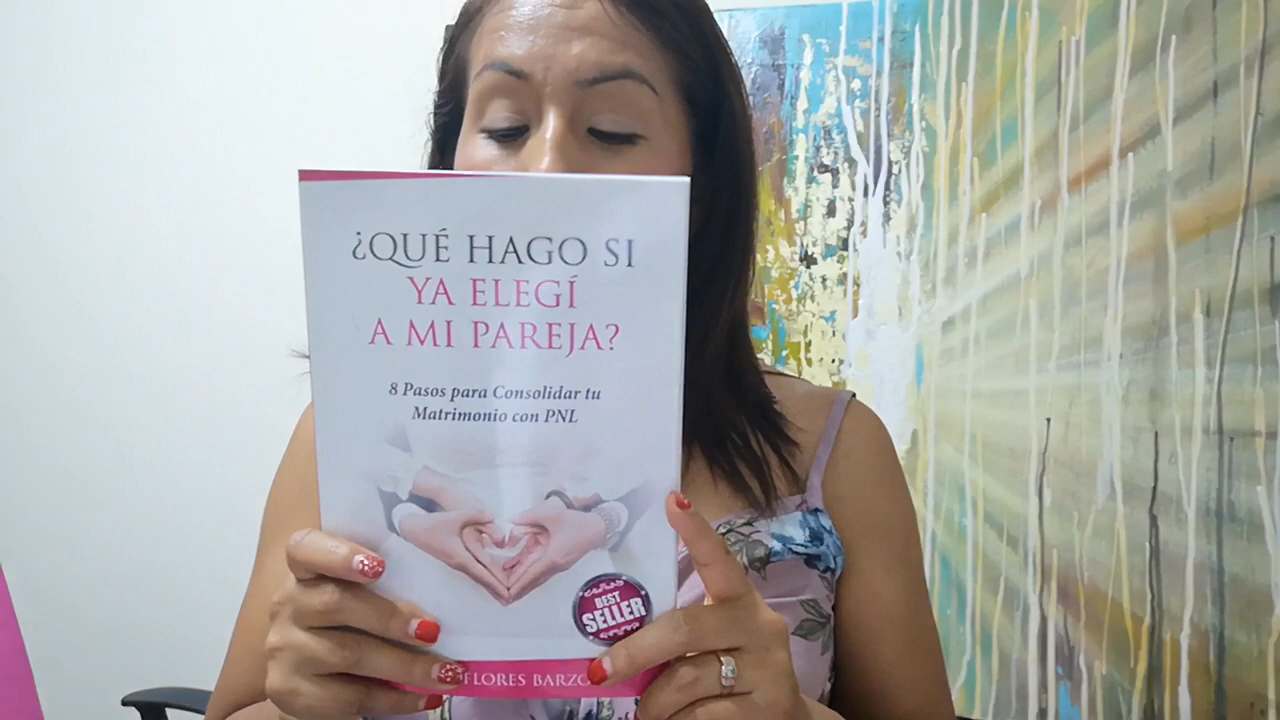 ¿QUÉ HAGO SI
YA ELEGÍ
A MI PAREJA?
8 Pasos para Consolidar tu
Matrimonio con PNL
BEST
SELLER
FLORES